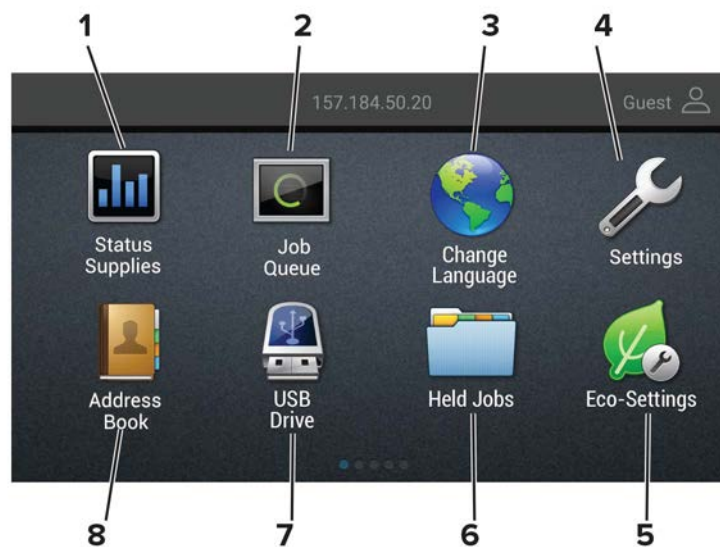 1 2 3 4
157.184.50.20 Guest
Status
Supplies
Job
Queue
Change
Language
Settings
Address
Book
USB
Drive
Held Jobs
Eco-Settings
8 7 6 5